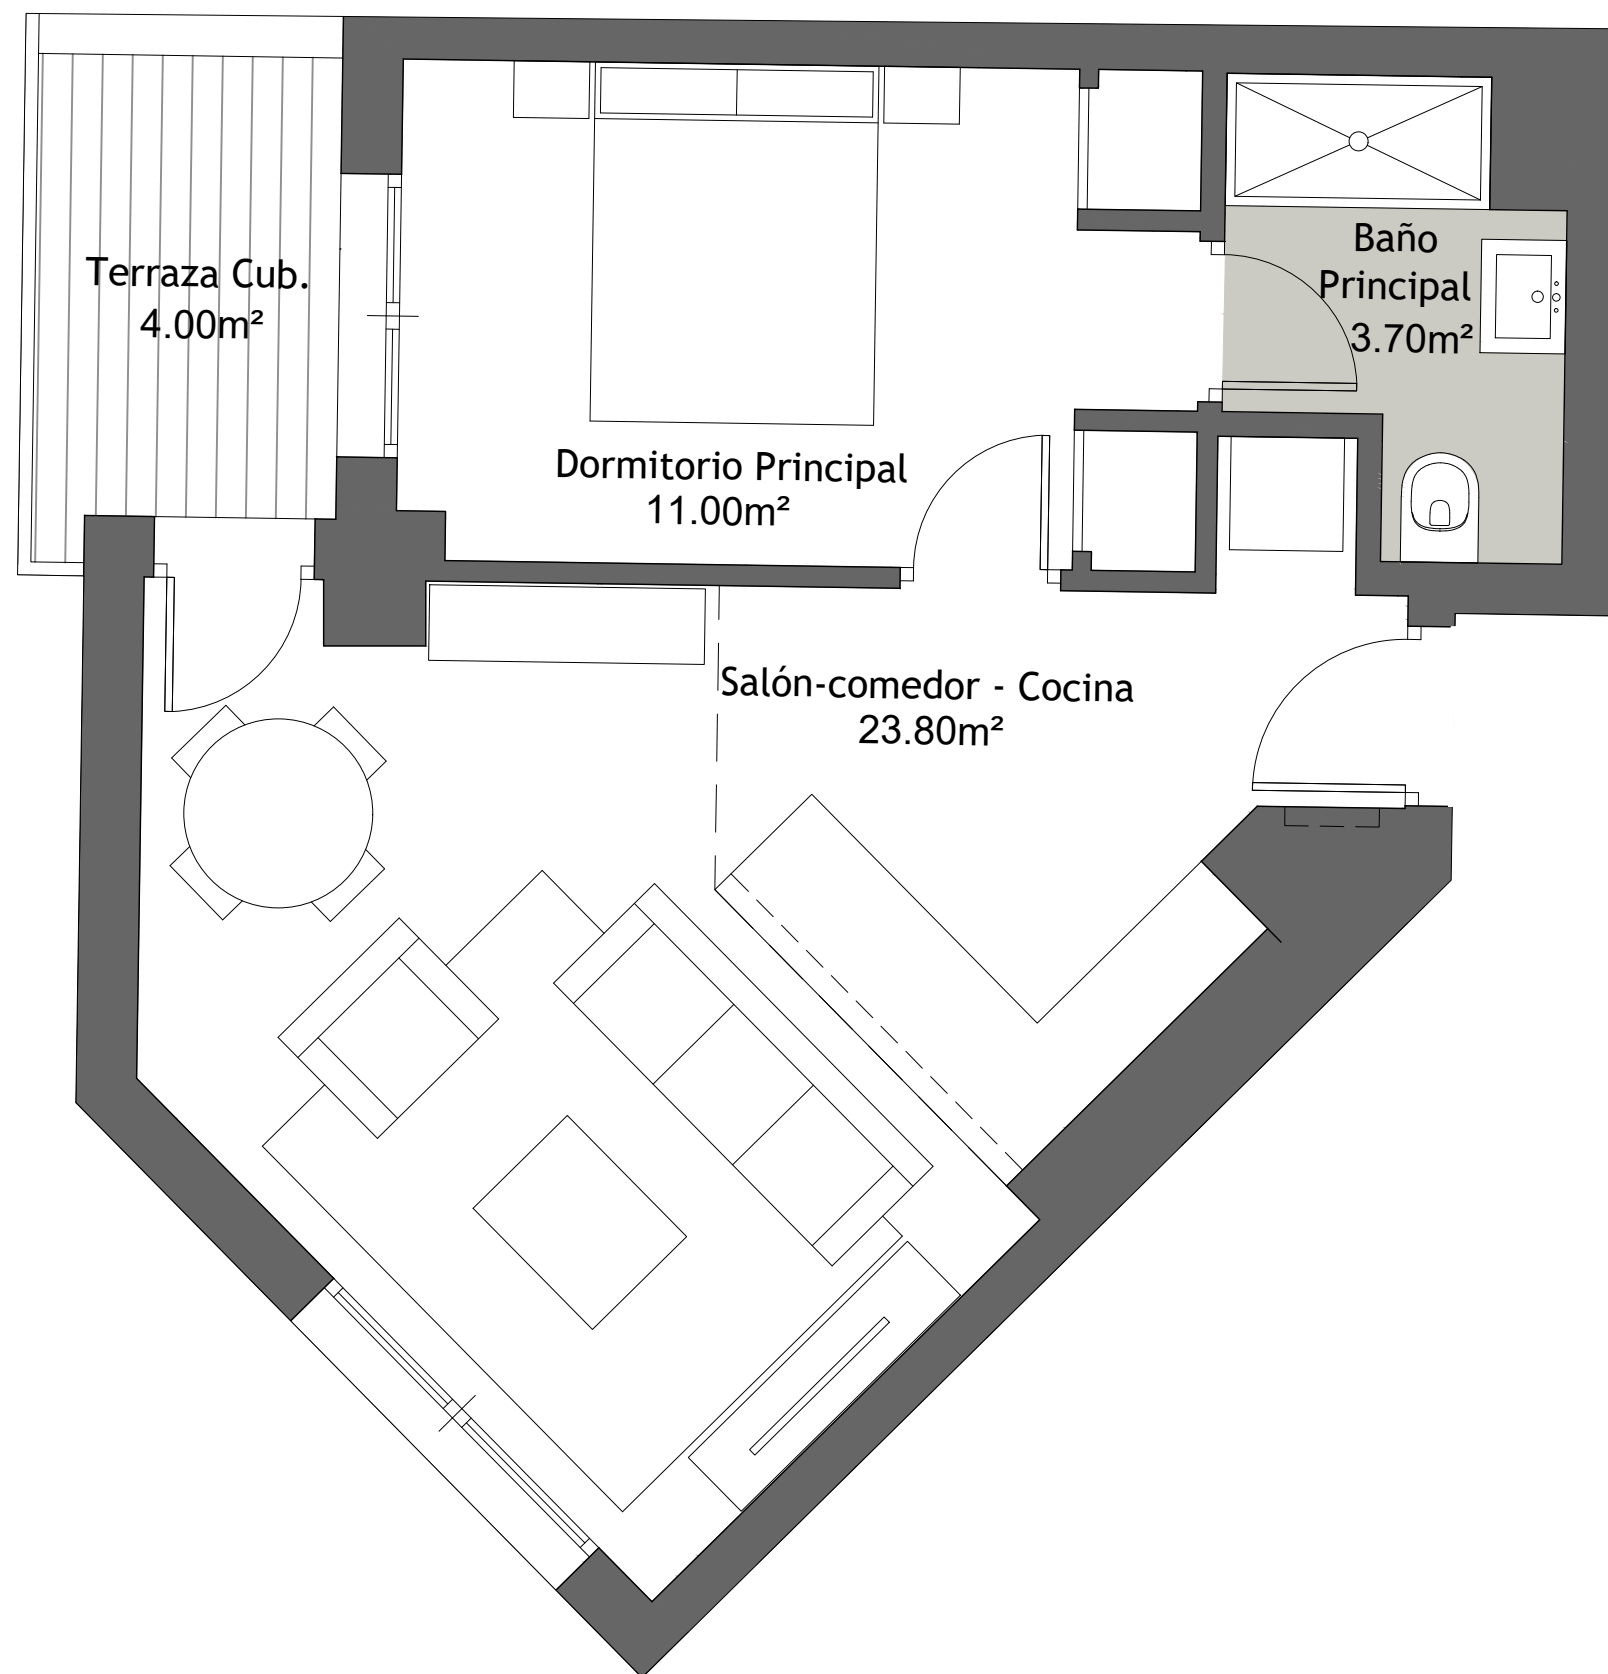 Terraza Cub.
4.00m²
Baño
Principal
3.70m²
Dormitorio Principal
11.00m²
Salón-comedor - Cocina
23.80m²